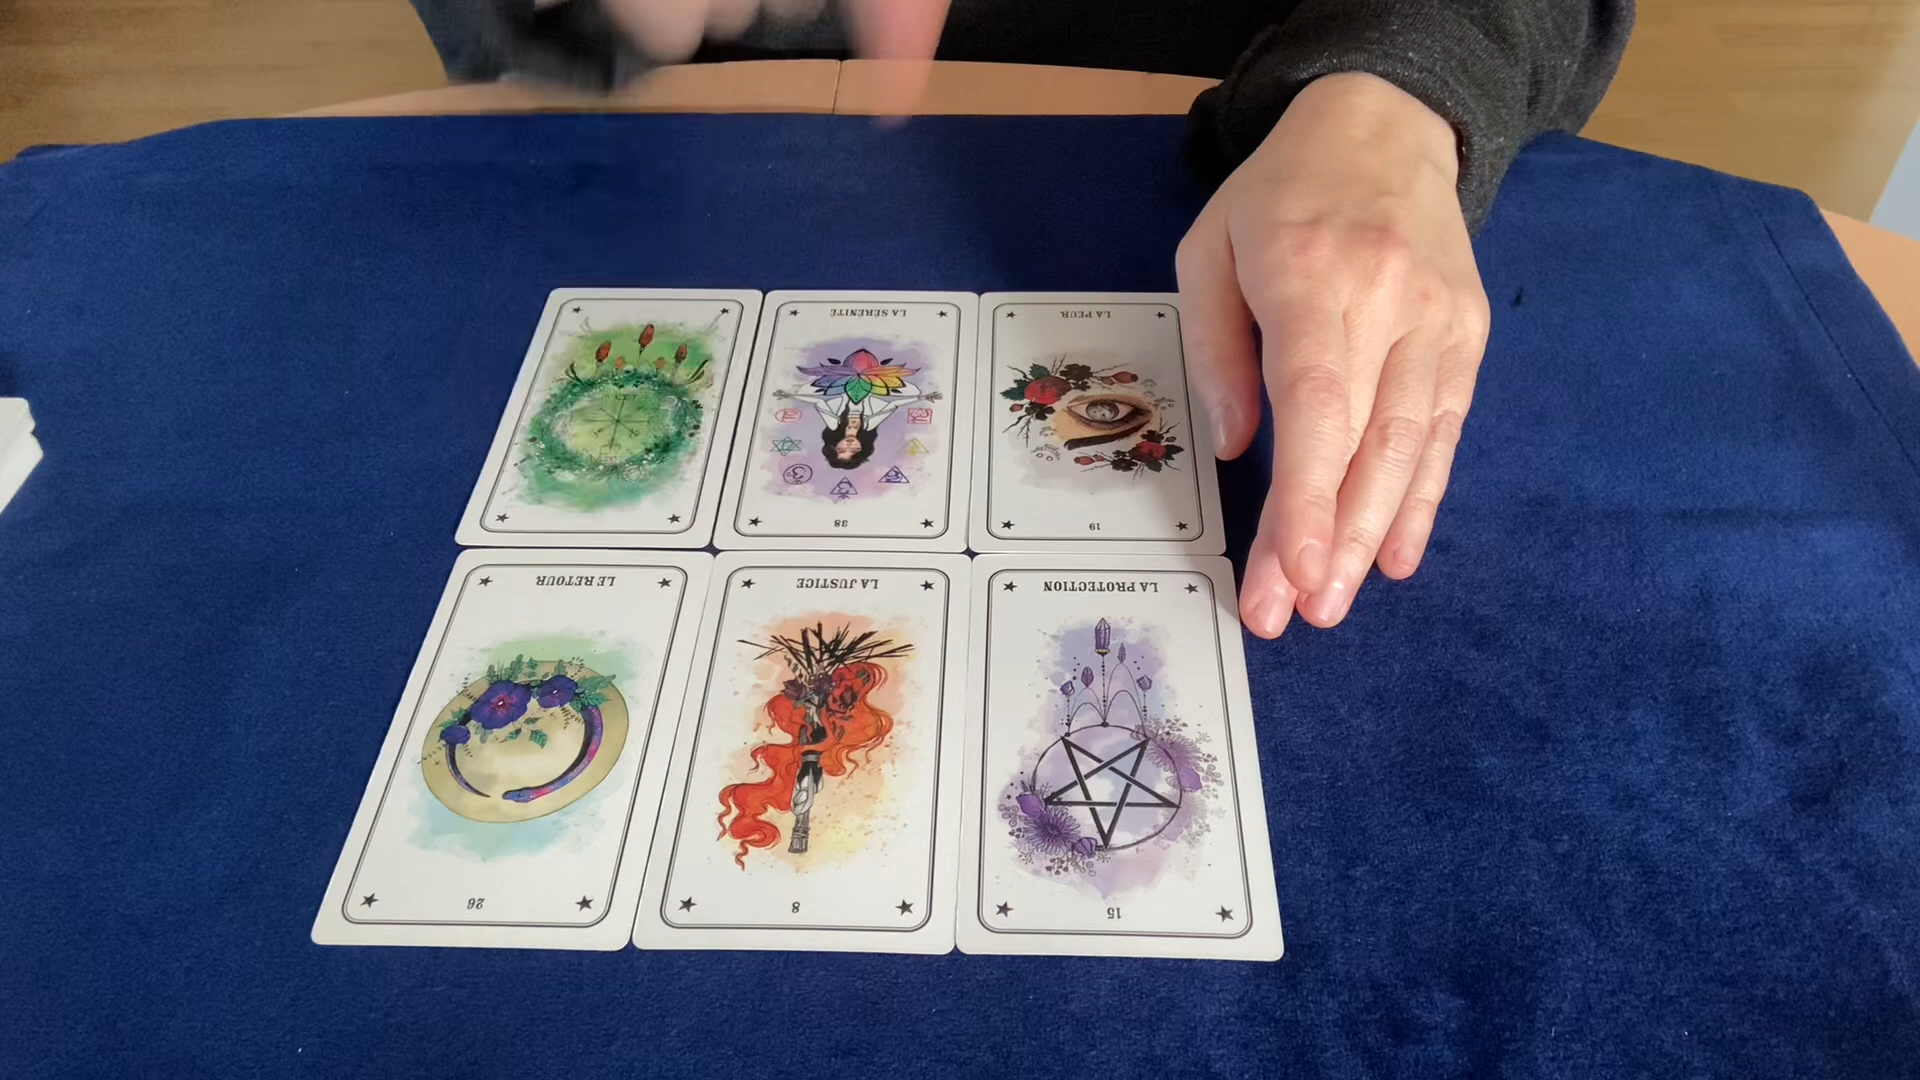 LA SÉRÉNITÉ
38
LA PEUR
19
LE RETOUR
26
LA JUSTICE
8
LA PROTECTION
15